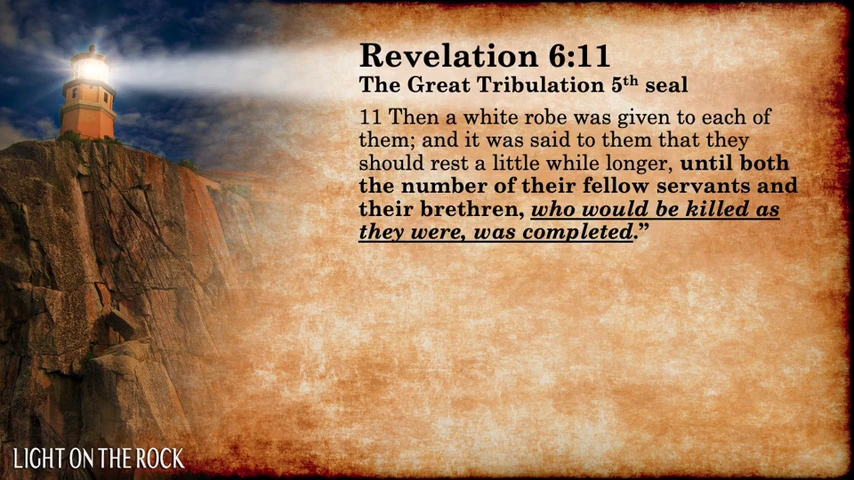 Revelation 6:11
The Great Tribulation 5th seal
11 Then a white robe was given to each of
them; and it was said to them that they
should rest a little while longer, until both
the number of their fellow servants and
their brethren, who would be killed as
they were, was completed.”
LIGHT ON THE ROCK